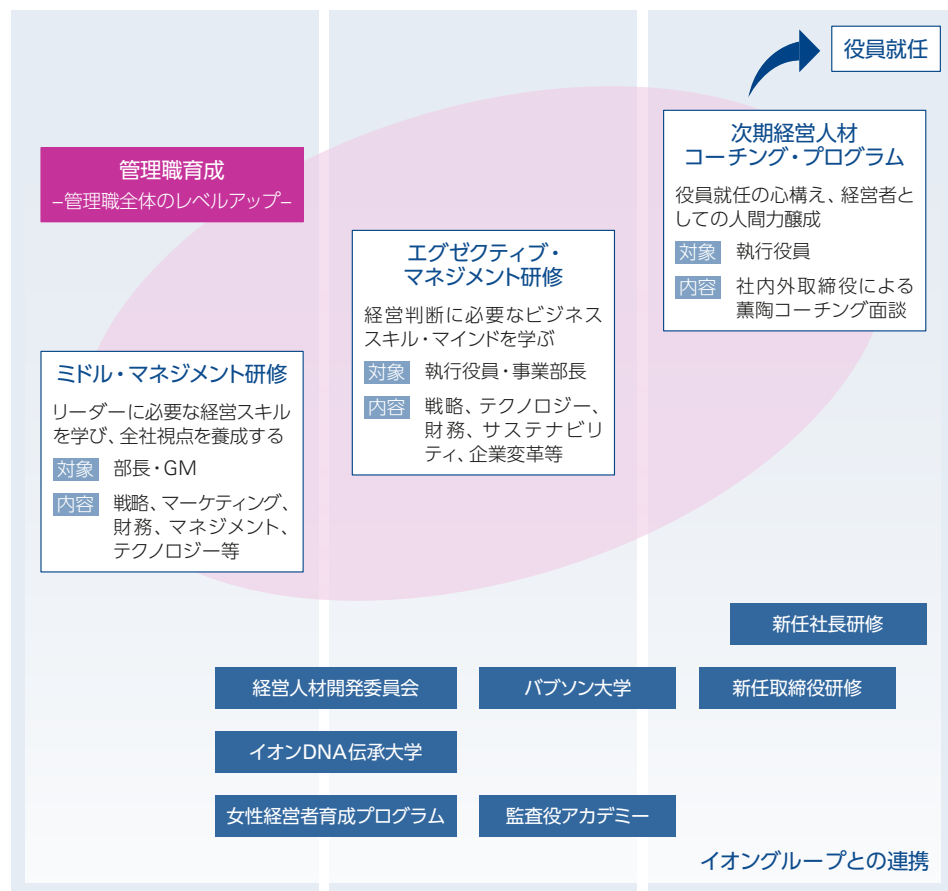 役員就任
次期経営人材
コーチング・プログラム
役員就任の心構え、経営者と
しての人間力醸成
対象 執行役員
内容 社内外取締役による
薫陶コーチング面談
管理職育成
–管理職全体のレベルアップ–
エグゼクティブ・
マネジメント研修
経営判断に必要なビジネス
スキル・マインドを学ぶ
対象 執行役員・事業部長
内容 戦略、テクノロジー、
財務、サステナビリ
ティ、企業変革等
ミドル・マネジメント研修
リーダーに必要な経営スキル
を学び、全社視点を養成する
対象 部長・GM
内容 戦略、マーケティング、
財務、マネジメント、
テクノロジー等
新任社長研修
経営人材開発委員会
バブソン大学
新任取締役研修
イオンDNA伝承大学
女性経営者育成プログラム
監査役アカデミー
イオングループとの連携